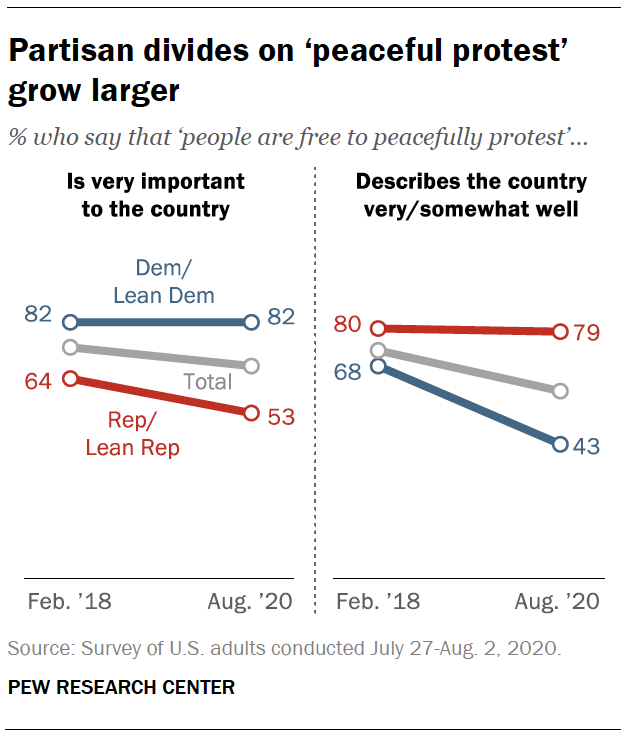 Partisan divides on ‘peaceful protest’
grow larger
% who say that ‘people are free to peacefully protest’…
Is very important
to the country
Dem/
Lean Dem
82
82
64
Total
53
Rep/
Lean Rep
Feb. ’18
Aug. ’20
Describes the country
very/somewhat well
80
79
68
43
Feb. ’18
Aug. ’20
Source: Survey of U.S. adults conducted July 27-Aug. 2, 2020.
PEW RESEARCH CENTER